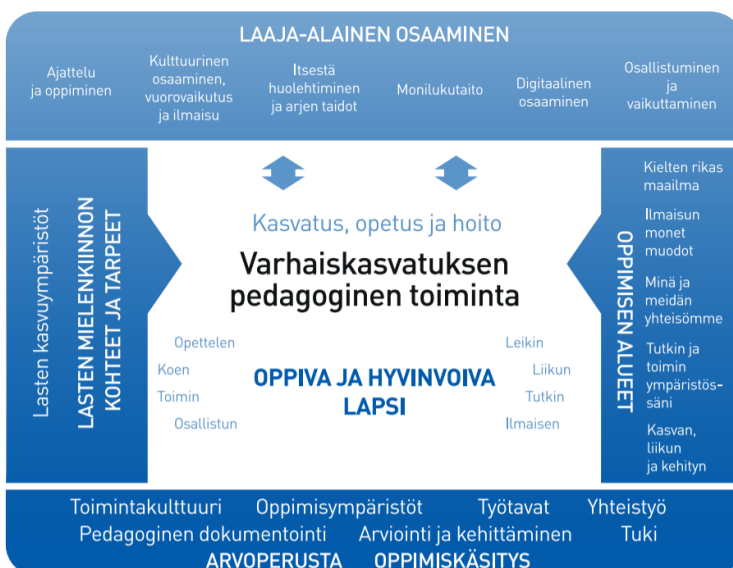 LAAJA-ALAINEN OSAAMINEN
Ajattelu
ja oppiminen
Kulttuurinen
osaaminen,
vuorovaikutus
ja ilmaisu
Itsestä
huolehtiminen
ja arjen taidot
Monilukutaito
Digitaalinen
osaaminen
Osallistuminen
ja
vaikuttaminen
Lasten kasvuympäristöt
LASTEN MIELENKIINNON
KOHTEET JA TARPEET
Kasvatus, opetus ja hoito
Varhaiskasvatuksen
pedagoginen toiminta
Opettelen
Koen
Toimin
Osallistun
OPPIVA JA HYVINVOIVA
LAPSI
Leikin
Liikun
Tutkin
Ilmaisen
OPPIMISEN ALUEET
Kielten rikas
maailma
Ilmaisun
monet
muodot
Minä ja
meidän
yhteisömme
Tutkin ja
toimin
ympäristös-
säni
Kasvan,
liikun
ja kehityn
Toimintakulttuuri Oppimisympäristöt Työtavat Yhteistyö
Pedagoginen dokumentointi Arviointi ja kehittäminen Tuki
ARVOPERUSTA OPPIMISKÄSITYS